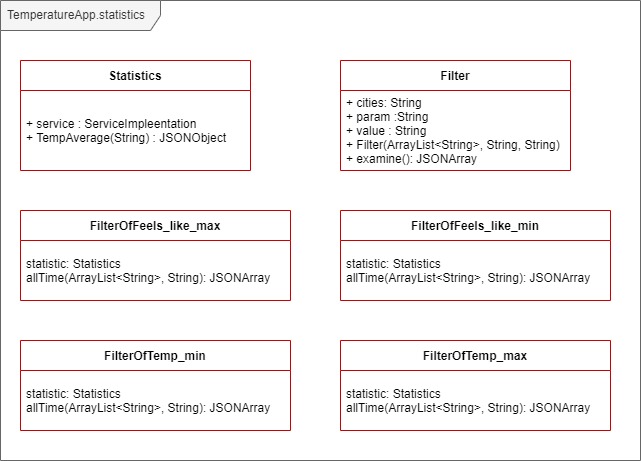 TemperatureApp.statistics
Statistics
+ service : ServiceImpleentation
+ TempAverage(String) : JSONObject
Filter
+ cities: String
+ param :String
+ value : String
+ Filter(ArrayList<String>, String, String)
+ examine(): JSONArray
FilterOfFeels_like_max
statistic: Statistics
allTime(ArrayList<String>, String): JSONArray
FilterOfFeels_like_min
statistic: Statistics
allTime(ArrayList<String>, String): JSONArray
FilterOfTemp_min
statistic: Statistics
allTime(ArrayList<String>, String): JSONArray
FilterOfTemp_max
statistic: Statistics
allTime(ArrayList<String>, String): JSONArray